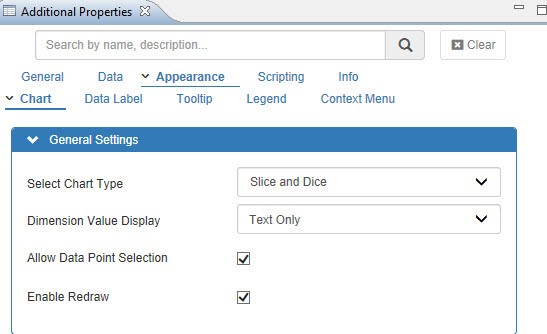 Additional Properties
Search by name, description...
Clear
General Data Appearance Scripting Info
Chart Data Label Tooltip Legend Context Menu
General Settings
Select Chart Type Slice and Dice
Dimension Value Display Text Only
Allow Data Point Selection
Enable Redraw